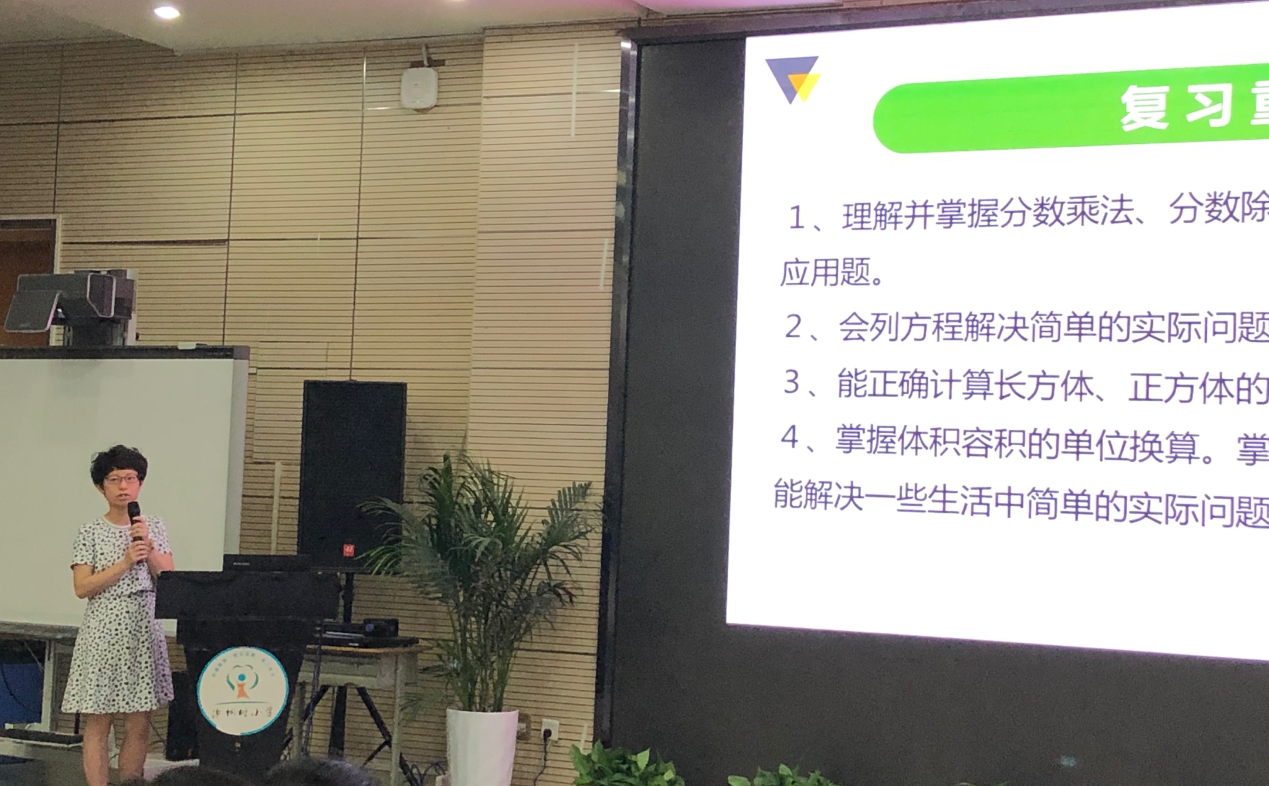 复习重
1、理解并掌握分数乘法、分数除
应用题。
2、会列方程解决简单的实际问题
3、能正确计算长方体、正方体的
4、掌握体积容积的单位换算。掌
能解决一些生活中简单的实际问题